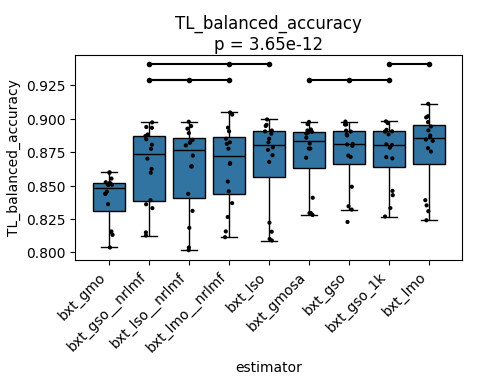 TL_balanced_accuracy
p = 3.65e-12
TL_balanced_accuracy
0.925
0.900
0.875
0.850
0.825
0.800
bxt_gmo
bxt_gso__nrlmf
bxt_lso__nrlmf
bxt_lmo__nrlmf
bxt_lso
bxt_gmosa
bxt_gso
bxt_gso_1k
bxt_lmo
estimator